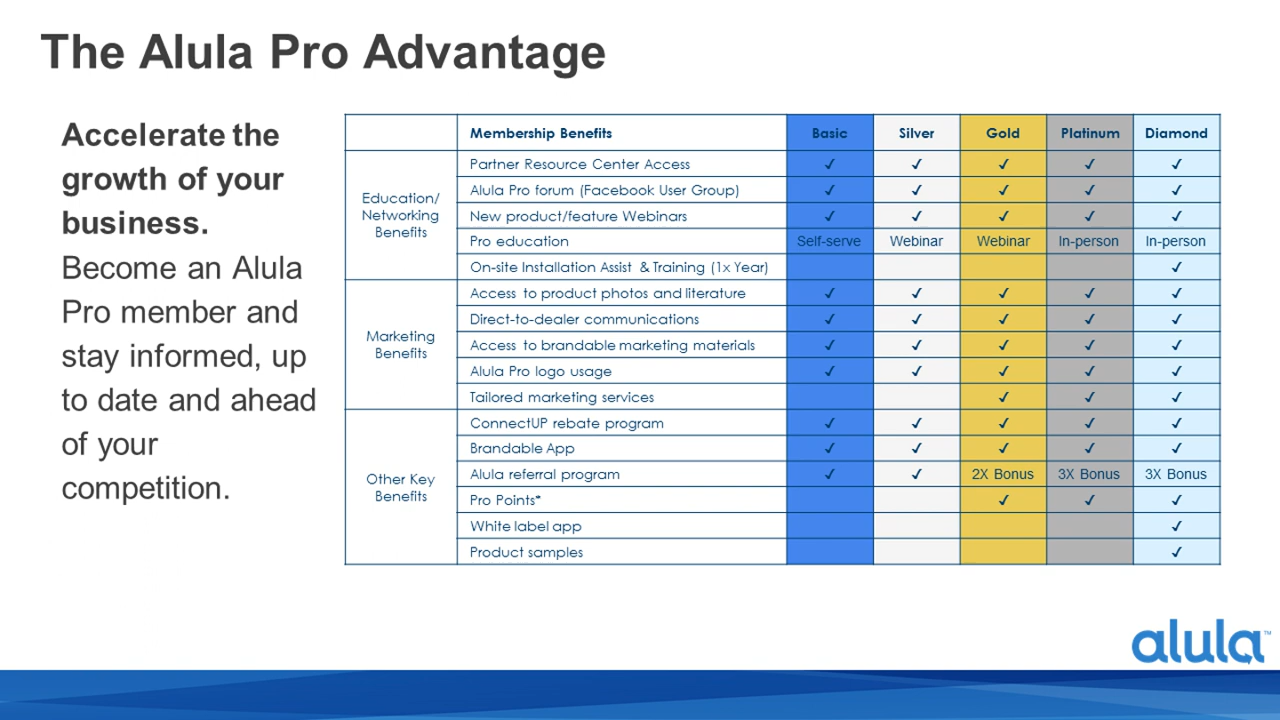 The Alula Pro Advantage
Accelerate the
growth of your
business.
Become an Alula
Pro member and
stay informed, up
to date and ahead
of your
competition.
Membership Benefits Basic Silver Gold Platinum Diamond
Education/
Networking
Benefits
Partner Resource Center Access ✓ ✓ ✓ ✓ ✓
Alula Pro forum (Facebook User Group) ✓ ✓ ✓ ✓ ✓
New product/feature Webinars ✓ ✓ ✓ ✓ ✓
Pro education Self-serve Webinar Webinar In-person In-person
On-site Installation Assist & Training (1x Year) ✓
Marketing
Benefits
Access to product photos and literature ✓ ✓ ✓ ✓ ✓
Direct-to-dealer communications ✓ ✓ ✓ ✓ ✓
Access to brandable marketing materials ✓ ✓ ✓ ✓ ✓
Alula Pro logo usage ✓ ✓ ✓ ✓ ✓
Tailored marketing services ✓ ✓ ✓
Other Key
Benefits
ConnectUP rebate program ✓ ✓ ✓ ✓ ✓
Brandable App ✓ ✓ ✓ ✓ ✓
Alula referral program ✓ ✓ 2X Bonus 3X Bonus 3X Bonus
Pro Points* ✓ ✓ ✓
White label app ✓
Product samples ✓
alula™